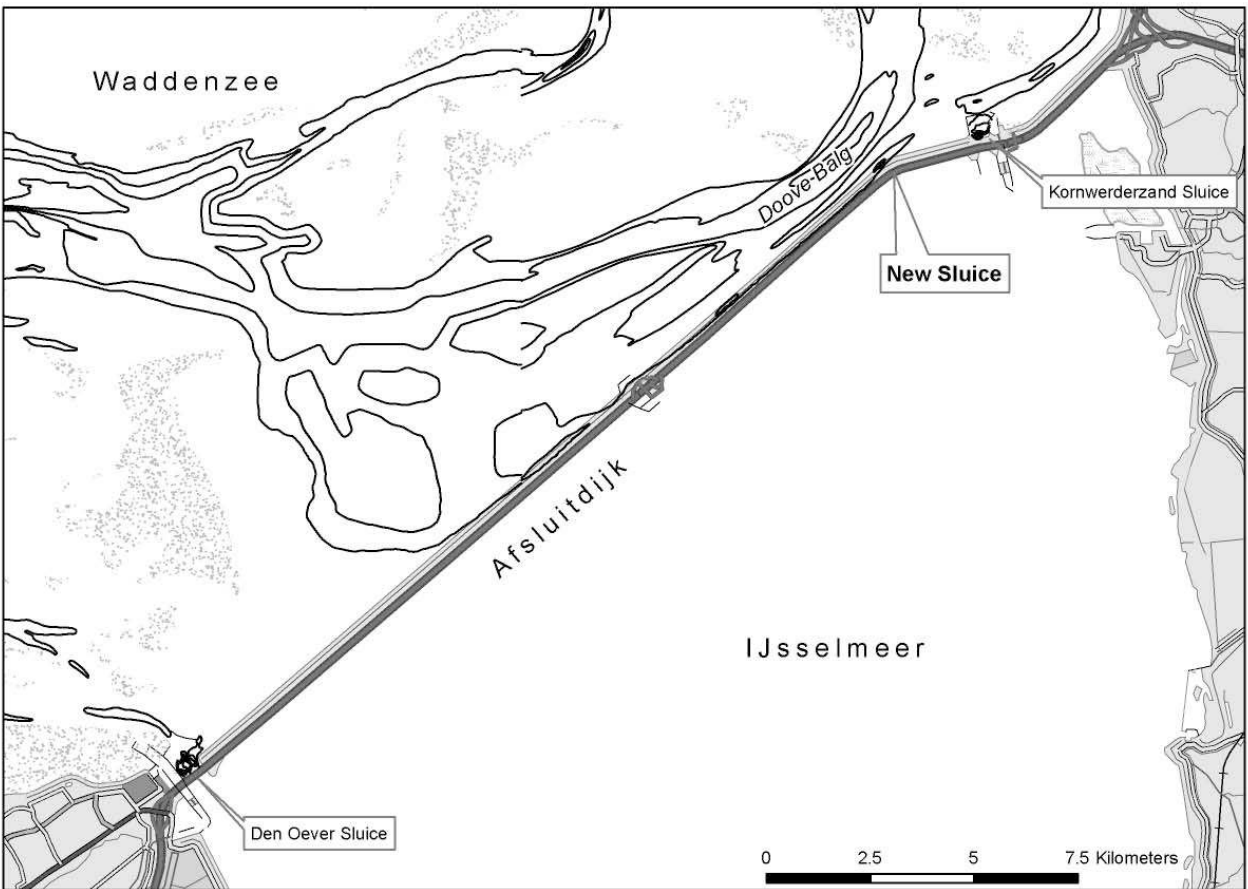 Waddenzee
Doove-Balg
Kornwerderzand Sluice
New Sluice
Afsluitdijk
IJsselmeer
Den Oever Sluice
0 2.5 5 7.5 Kilometers